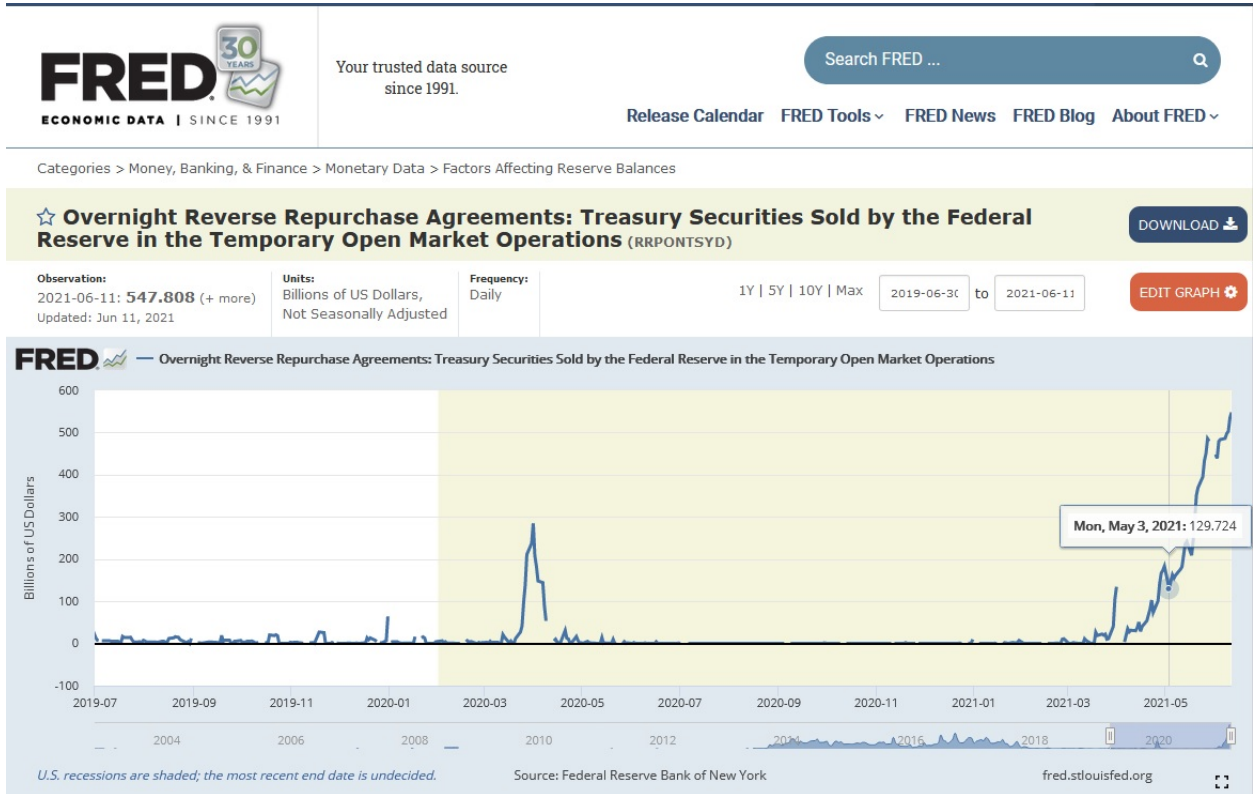 FRED
30
YEARS
ECONOMIC DATA | SINCE 1991
Your trusted data source
since 1991.
Search FRED ...
Release Calendar FRED Tools FRED News FRED Blog About FRED
Categories > Money, Banking, & Finance > Monetary Data > Factors Affecting Reserve Balances
Overnight Reverse Repurchase Agreements: Treasury Securities Sold by the Federal
Reserve in the Temporary Open Market Operations (RRPONTSYD)
DOWNLOAD
Observation:
2021-06-11: 547.808 (+ more)
Updated: Jun 11, 2021
Units:
Billions of US Dollars,
Not Seasonally Adjusted
Frequency:
Daily
1Y | 5Y | 10Y | Max
2019-06-30 to 2021-06-11
EDIT GRAPH
FRED — Overnight Reverse Repurchase Agreements: Treasury Securities Sold by the Federal Reserve in the Temporary Open Market Operations
Billions of US Dollars
600
500
400
300
200
100
0
-100
Mon, May 3, 2021: 129.724
2019-07 2019-09 2019-11 2020-01 2020-03 2020-05 2020-07 2020-09 2020-11 2021-01 2021-03 2021-05
2004 2006 2008 2010 2012 2014 2016 2018 2020
U.S. recessions are shaded; the most recent end date is undecided.
Source: Federal Reserve Bank of New York
fred.stlouisfed.org